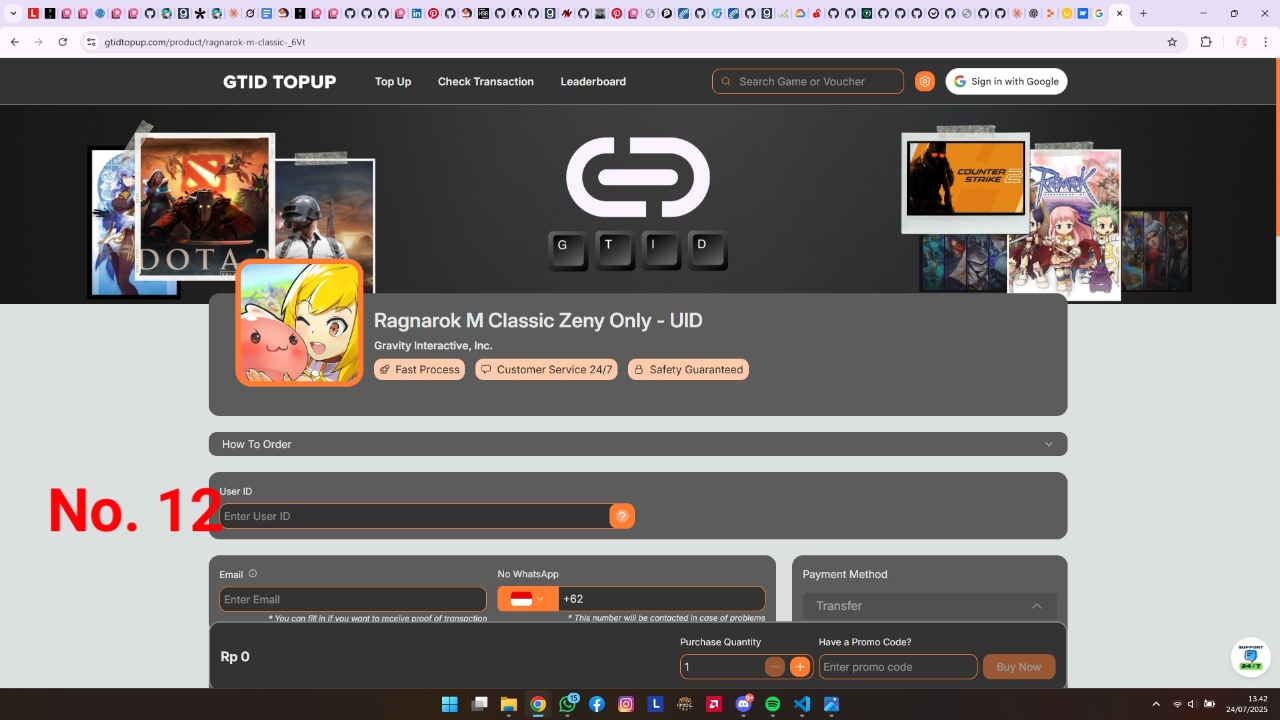 gtidtopup.com/product/ragnarok-m-classic-_6Vt
GTID TOPUP
Top Up
Check Transaction
Leaderboard
Search Game or Voucher
Sign in with Google
DOTA 2
G T I D
COUNTER
STRIKE 2
RAGNAROK
Ragnarok M Classic Zeny Only - UID
Gravity Interactive, Inc.
Fast Process
Customer Service 24/7
Safety Guaranteed
How To Order
No. 12
User ID
Enter User ID
?
Email
No WhatsApp
Payment Method
Enter Email
+62
Transfer
* You can fill in if you want to receive proof of transaction
* This number will be contacted in case of problems
Rp 0
Purchase Quantity
Have a Promo Code?
1
Enter promo code
Buy Now
SUPPORT
24/7
15
9+
13.42
24/07/2025